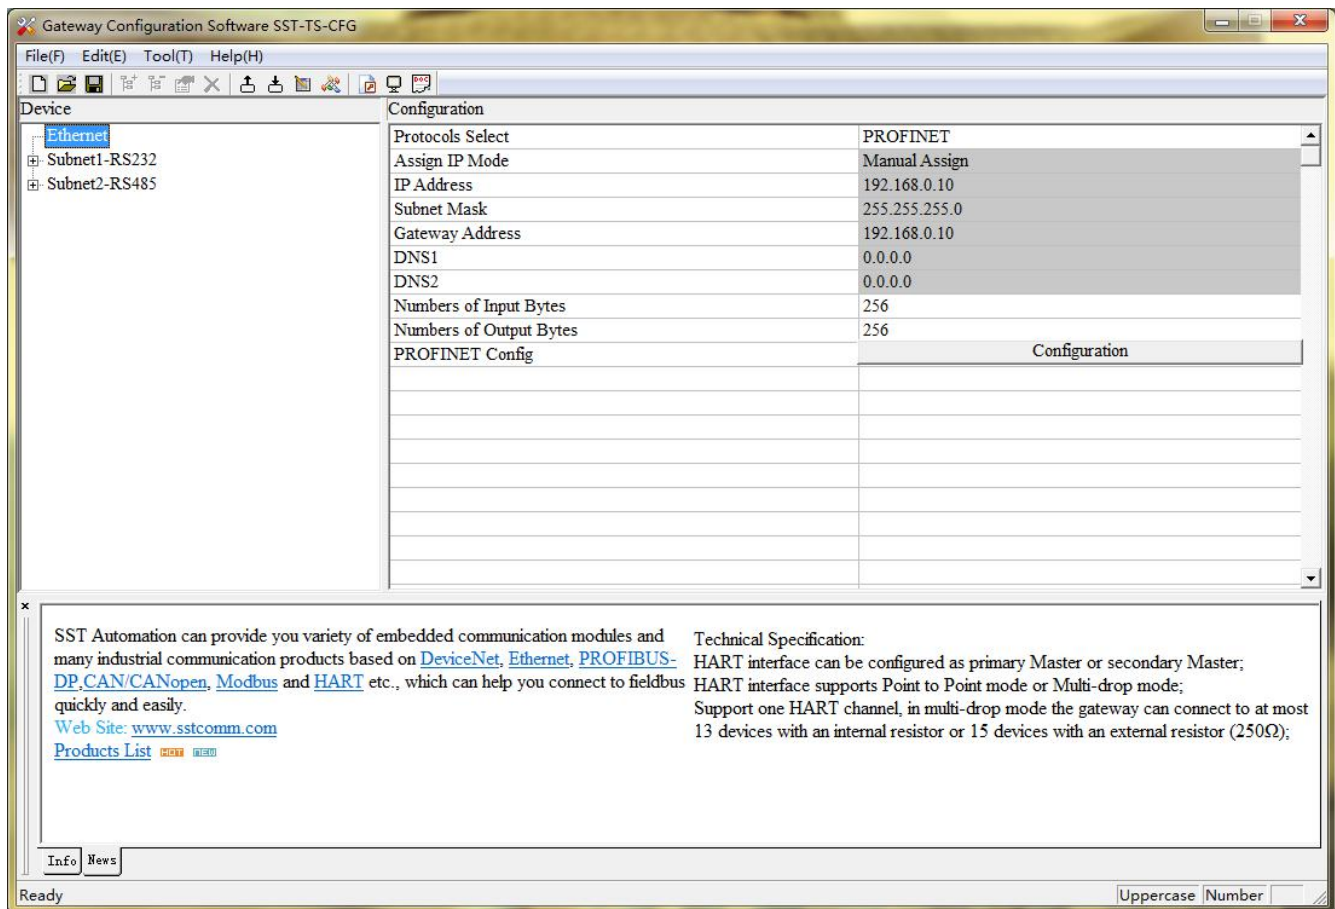 Gateway Configuration Software SST-TS-CFG
File(F) Edit(E) Tool(T) Help(H)
Device
Ethernet
Subnet1-RS232
Subnet2-RS485
Configuration
Protocols Select PROFINET
Assign IP Mode Manual Assign
IP Address 192.168.0.10
Subnet Mask 255.255.255.0
Gateway Address 192.168.0.10
DNS1 0.0.0.0
DNS2 0.0.0.0
Numbers of Input Bytes 256
Numbers of Output Bytes 256
PROFINET Config Configuration
SST Automation can provide you variety of embedded communication modules and
many industrial communication products based on DeviceNet, Ethernet, PROFIBUS-
DP,CAN/CANopen, Modbus and HART etc., which can help you connect to fieldbus
quickly and easily.
Web Site: www.sstcomm.com
Products List HOT NEW
Technical Specification:
HART interface can be configured as primary Master or secondary Master;
HART interface supports Point to Point mode or Multi-drop mode;
Support one HART channel, in multi-drop mode the gateway can connect to at most
13 devices with an internal resistor or 15 devices with an external resistor (250Ω);
Info News
Ready Uppercase Number